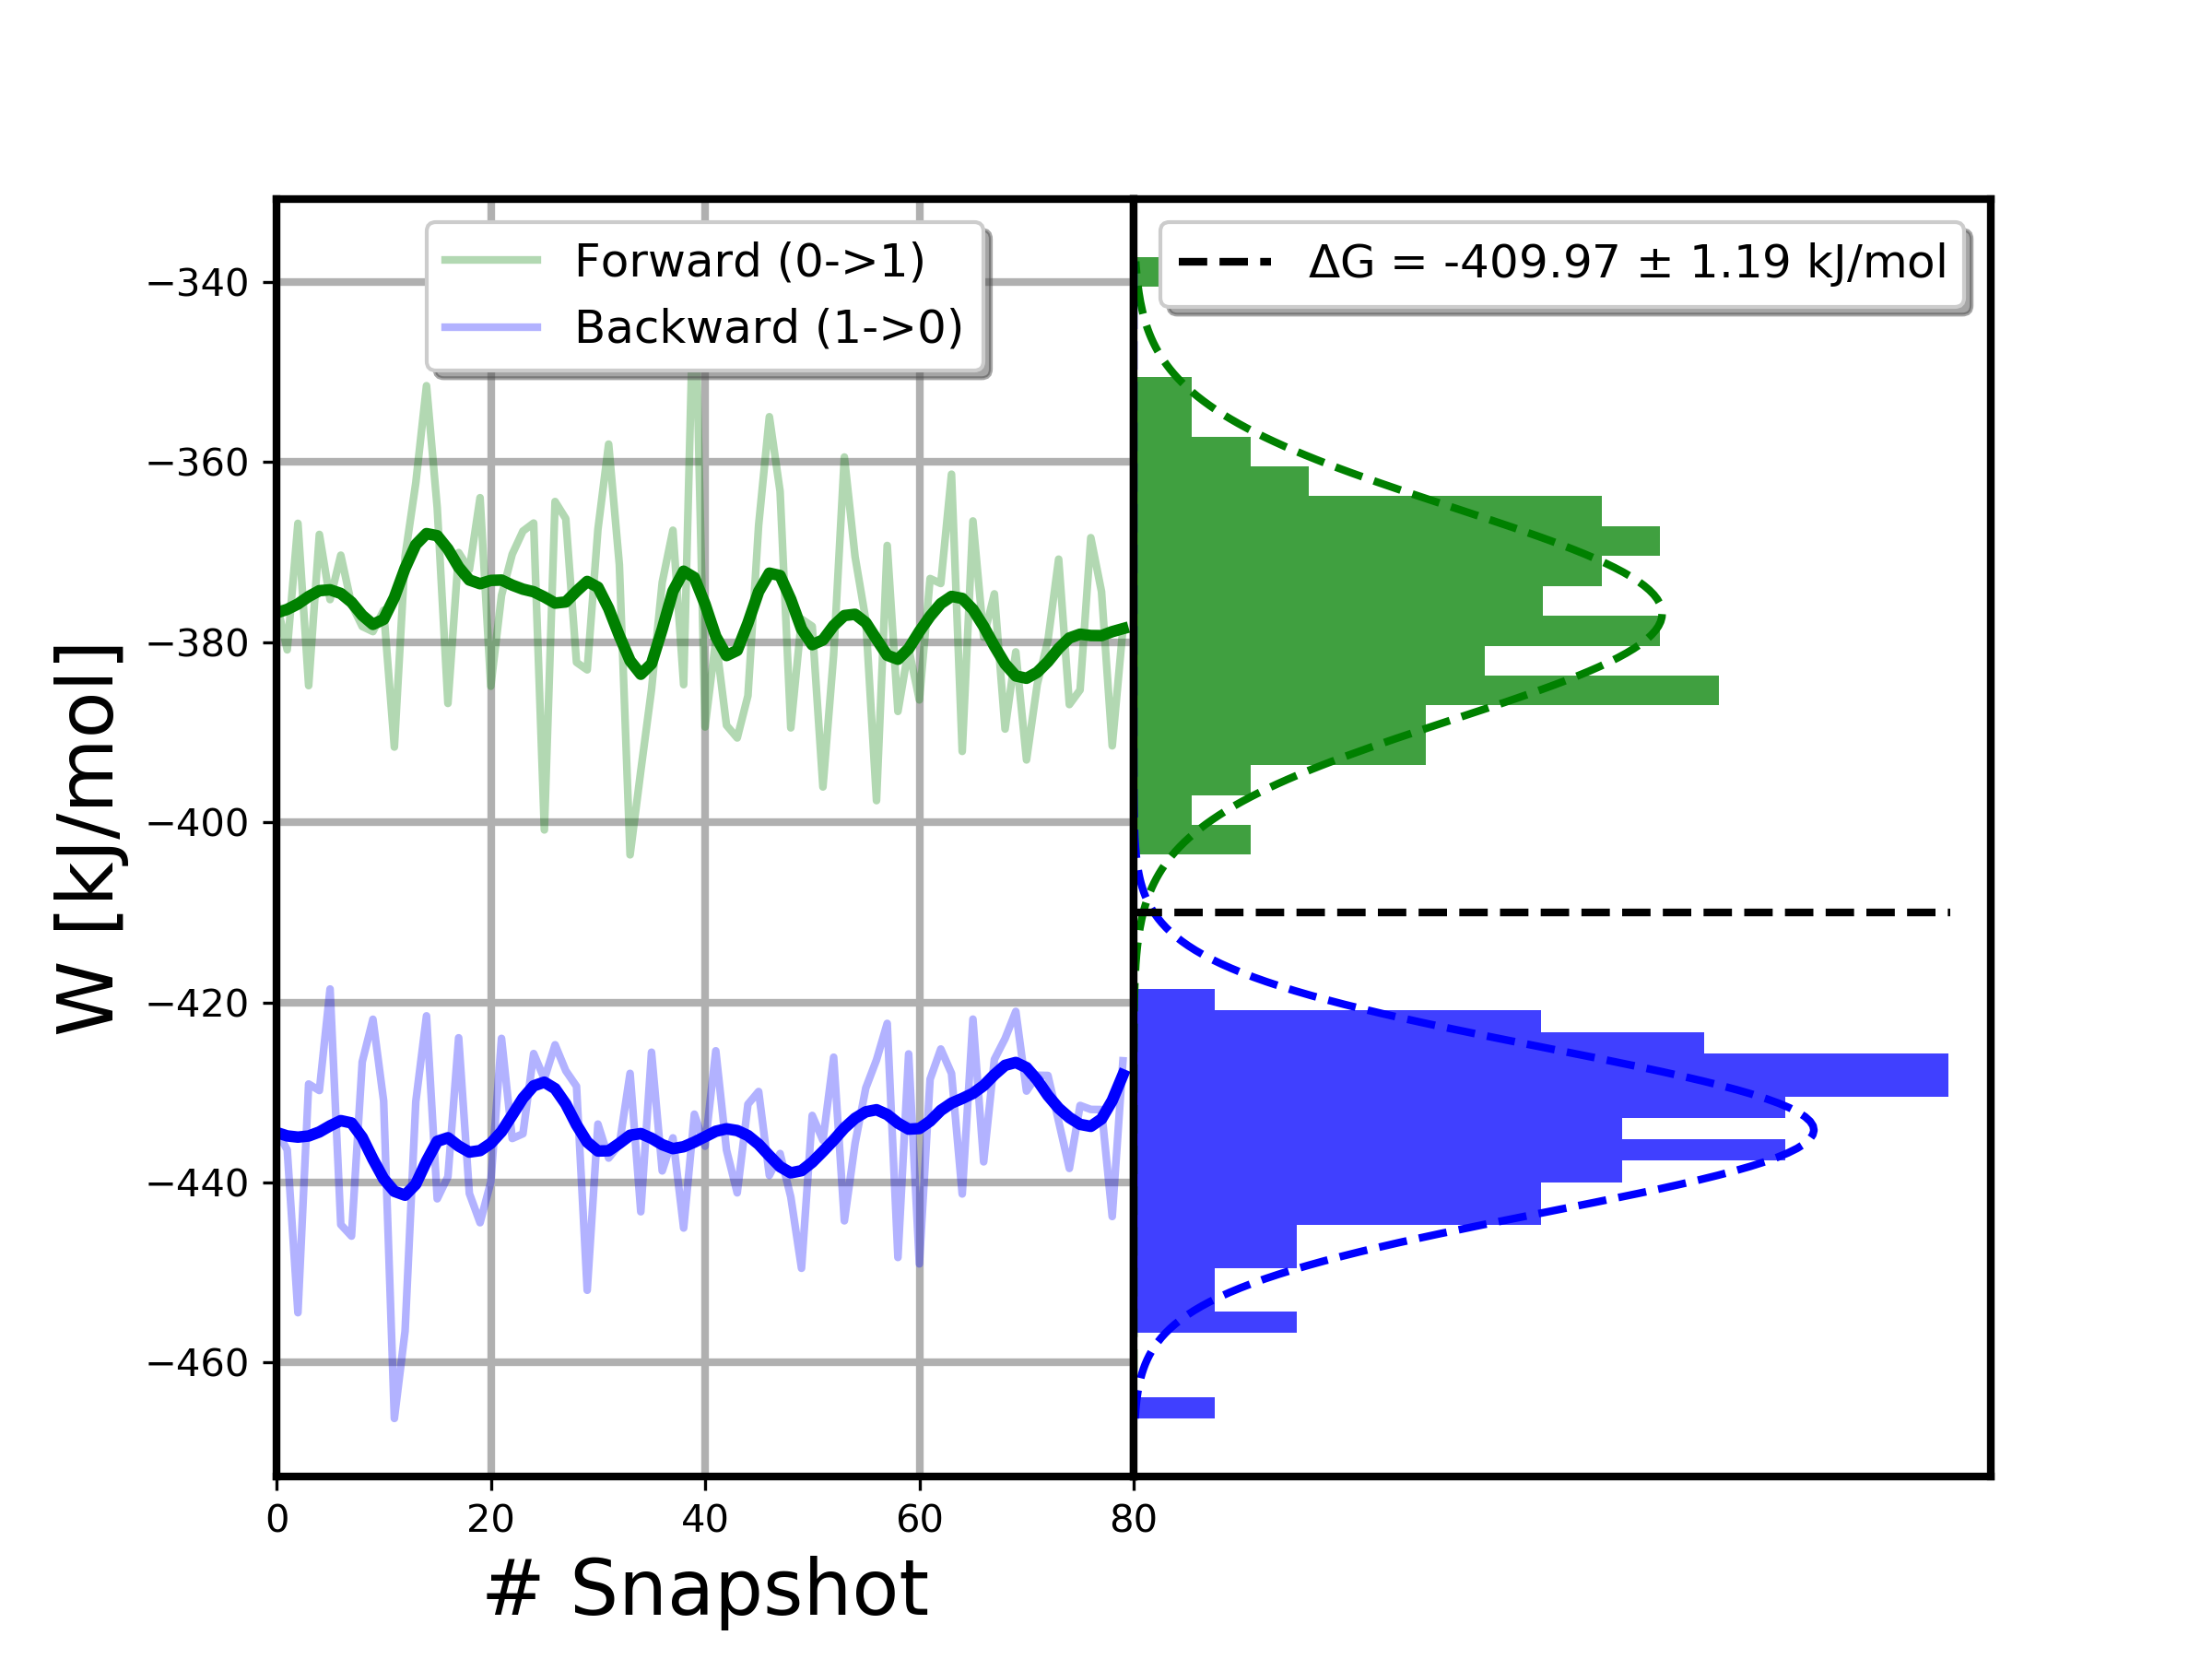 Forward (0->1)
Backward (1->0)
ΔG = -409.97 ± 1.19 kJ/mol
W [kJ/mol]
−340
−360
−380
−400
−420
−440
−460
0 20 40 60 80
# Snapshot